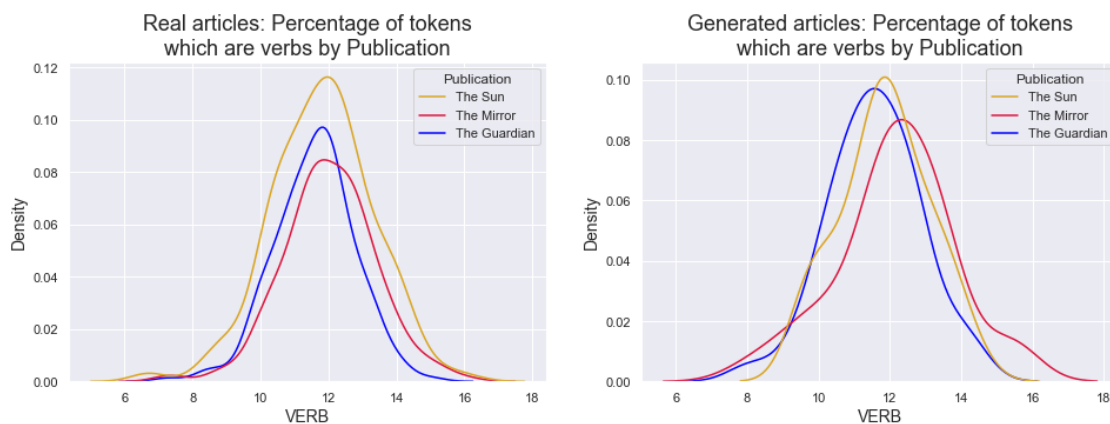 Real articles: Percentage of tokens
which are verbs by Publication
Density
0.12
0.10
0.08
0.06
0.04
0.02
0.00
Publication
The Sun
The Mirror
The Guardian
6 8 10 12 14 16 18
VERB
Generated articles: Percentage of tokens
which are verbs by Publication
Density
0.10
0.08
0.06
0.04
0.02
0.00
Publication
The Sun
The Mirror
The Guardian
6 8 10 12 14 16 18
VERB